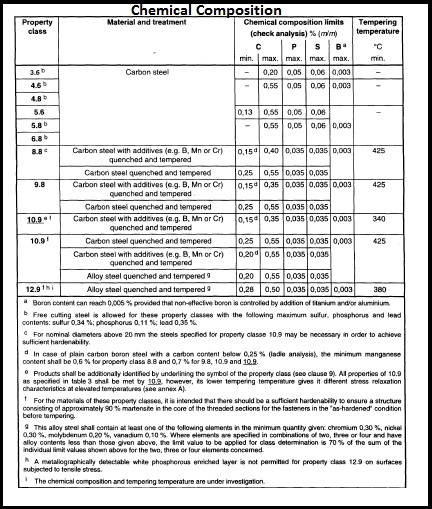 Chemical Composition
Property class | Material and treatment | Chemical composition limits (check analysis) % (m/m) | Tempering temperature
C | P | S | B a | °C
min. | max. | max. | max. | max. | min.
3.6 b | Carbon steel | – | 0,20 | 0,05 | 0,06 | 0,003 | –
4.6 b | – | 0,55 | 0,05 | 0,06 | 0,003 | –
4.8 b
5.6 | 0,13 | 0,55 | 0,05 | 0,06 | –
5.8 b | – | 0,55 | 0,05 | 0,06 | 0,003
6.8 b
8.8 c | Carbon steel with additives (e.g. B, Mn or Cr) quenched and tempered | 0,15 d | 0,40 | 0,035 | 0,035 | 0,003 | 425
Carbon steel quenched and tempered | 0,25 | 0,55 | 0,035 | 0,035
9.8 | Carbon steel with additives (e.g. B, Mn or Cr) quenched and tempered | 0,15 d | 0,35 | 0,035 | 0,035 | 0,003 | 425
Carbon steel quenched and tempered | 0,25 | 0,55 | 0,035 | 0,035
10.9 e f | Carbon steel with additives (e.g. B, Mn or Cr) quenched and tempered | 0,15 d | 0,35 | 0,035 | 0,035 | 0,003 | 340
10.9 f | Carbon steel quenched and tempered | 0,25 | 0,55 | 0,035 | 0,035 | 0,003 | 425
Carbon steel with additives (e.g. B, Mn or Cr) quenched and tempered | 0,20 d | 0,55 | 0,035 | 0,035
Alloy steel quenched and tempered g | 0,20 | 0,55 | 0,035 | 0,035
12.9 f h i | Alloy steel quenched and tempered g | 0,28 | 0,50 | 0,035 | 0,035 | 0,003 | 380
a Boron content can reach 0,005 % provided that non-effective boron is controlled by addition of titanium and/or aluminium.
b Free cutting steel is allowed for these property classes with the following maximum sulfur, phosphorus and lead
contents: sulfur 0,34 %; phosphorus 0,11 %; lead 0,35 %.
c For nominal diameters above 20 mm the steels specified for property class 10.9 may be necessary in order to achieve
sufficient hardenability.
d In case of plain carbon boron steel with a carbon content below 0,25 % (ladle analysis), the minimum manganese
content shall be 0,6 % for property class 8.8 and 0,7 % for 9.8, 10.9 and 10.9.
e Products shall be additionally identified by underlining the symbol of the property class (see clause 9). All properties of 10.9
as specified in table 3 shall be met by 10.9, however, its lower tempering temperature gives it different stress relaxation
characteristics at elevated temperatures (see annex A).
f For the materials of these property classes, it is intended that there should be a sufficient hardenability to ensure a structure
consisting of approximately 90 % martensite in the core of the threaded sections for the fasteners in the "as-hardened" condition
before tempering.
g This alloy steel shall contain at least one of the following elements in the minimum quantity given: chromium 0,30 %, nickel
0,30 %, molybdenum 0,20 %, vanadium 0,10 %. Where elements are specified in combinations of two, three or four and have
alloy contents less than those given above, the limit value to be applied for class determination is 70 % of the sum of the
individual limit values shown above for the two, three or four elements concerned.
h A metallographically detectable white phosphorous enriched layer is not permitted for property class 12.9 on surfaces
subjected to tensile stress.
i The chemical composition and tempering temperature are under investigation.